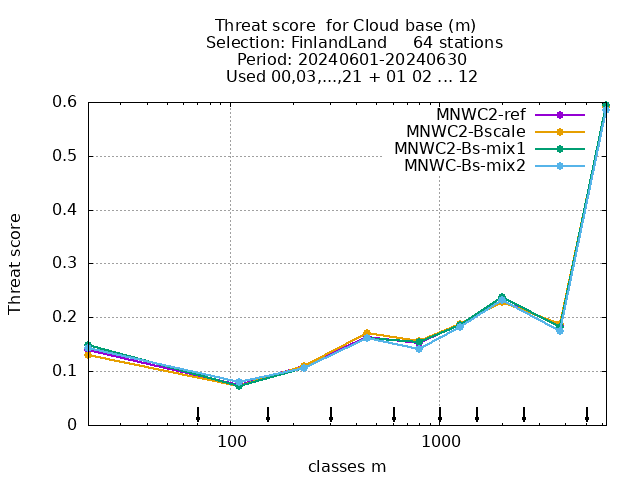 Threat score  for Cloud base (m)
Selection: FinlandLand     64 stations
Period: 20240601-20240630
Used 00,03,...,21 + 01 02 ... 12
MNWC2-ref
MNWC2-Bscale
MNWC2-Bs-mix1
MNWC-Bs-mix2
Threat score
0.6
0.5
0.4
0.3
0.2
0.1
0
100
1000
classes m